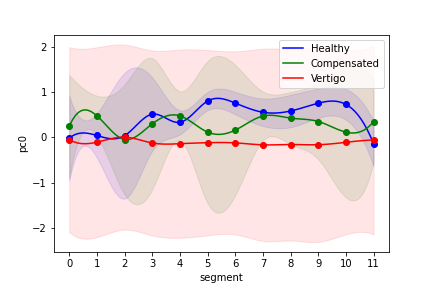 Healthy
Compensated
Vertigo
2
1
0
−1
−2
pc0
0 1 2 3 4 5 6 7 8 9 10 11
segment